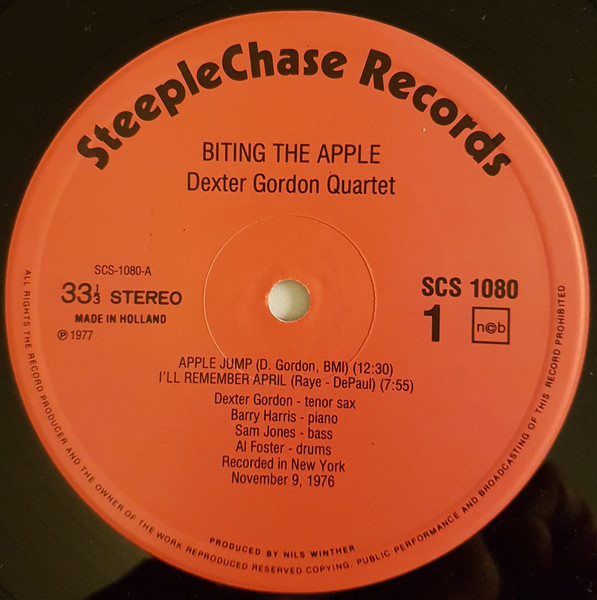 SteepleChase Records
BITING THE APPLE
Dexter Gordon Quartet
SCS-1080-A
33⅓ STEREO
MADE IN HOLLAND
℗ 1977
SCS 1080
1
n©b
APPLE JUMP (D. Gordon, BMI) (12:30)
I'LL REMEMBER APRIL (Raye - DePaul) (7:55)
Dexter Gordon - tenor sax
Barry Harris - piano
Sam Jones - bass
Al Foster - drums
Recorded in New York
November 9, 1976
PRODUCED BY NILS WINTHER
ALL RIGHTS THE RECORD PRODUCER AND THE OWNER OF THE WORK REPRODUCED RESERVED COPYING, PUBLIC PERFORMANCE AND BROADCASTING OF THIS RECORD PROHIBITED